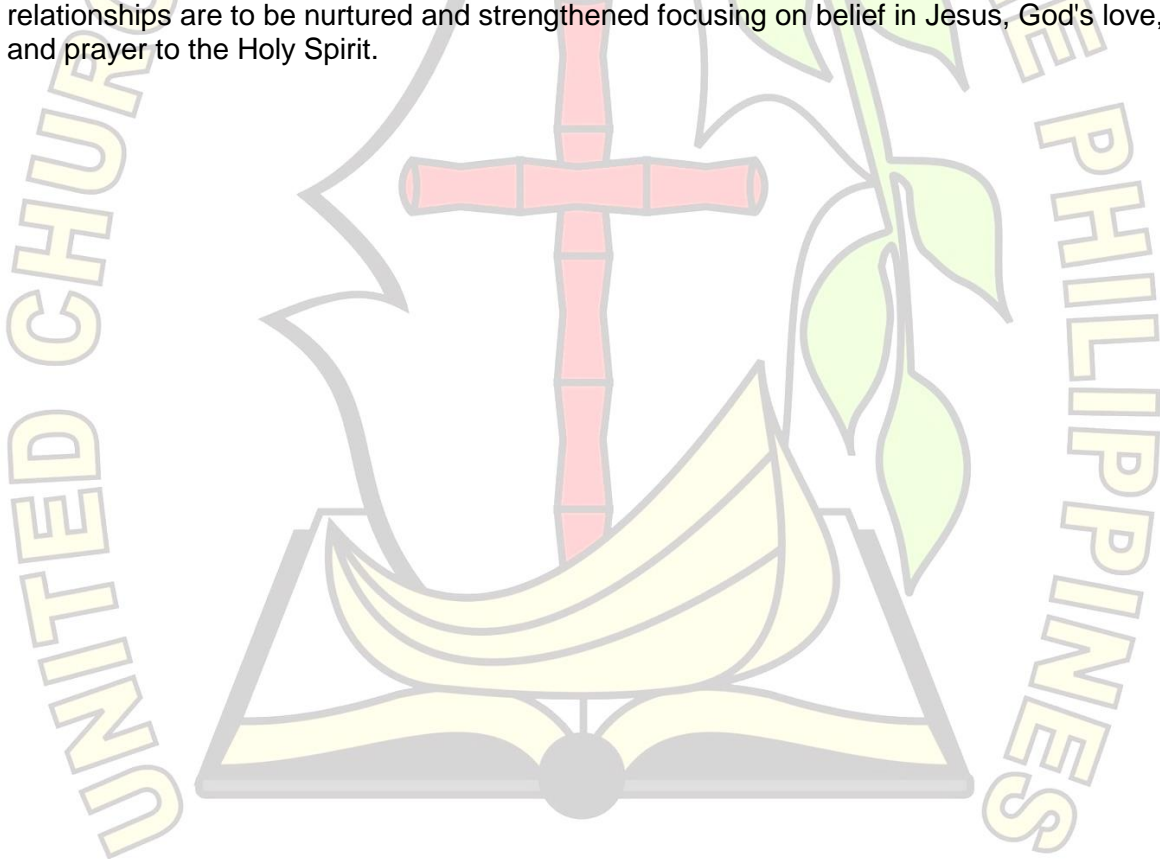 relationships are to be nurtured and strengthened focusing on belief in Jesus, God's love,
and prayer to the Holy Spirit.
UNITED CHURC
E PHILIPPINES